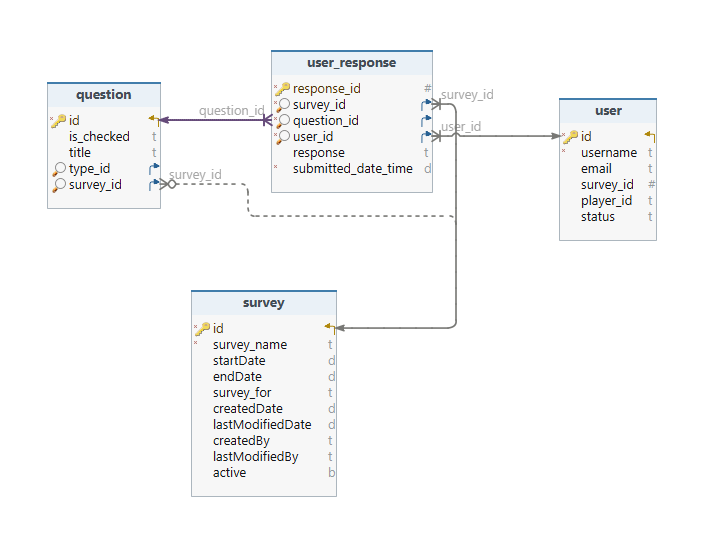 user_response
response_id #
survey_id
question_id
user_id
response t
submitted_date_time d
question
id
is_checked t
title t
type_id
survey_id
question_id
survey_id
user_id
survey_id
user
id
username t
email t
survey_id #
player_id t
status t
survey
id
survey_name t
startDate d
endDate d
survey_for t
createdDate d
lastModifiedDate d
createdBy t
lastModifiedBy t
active b